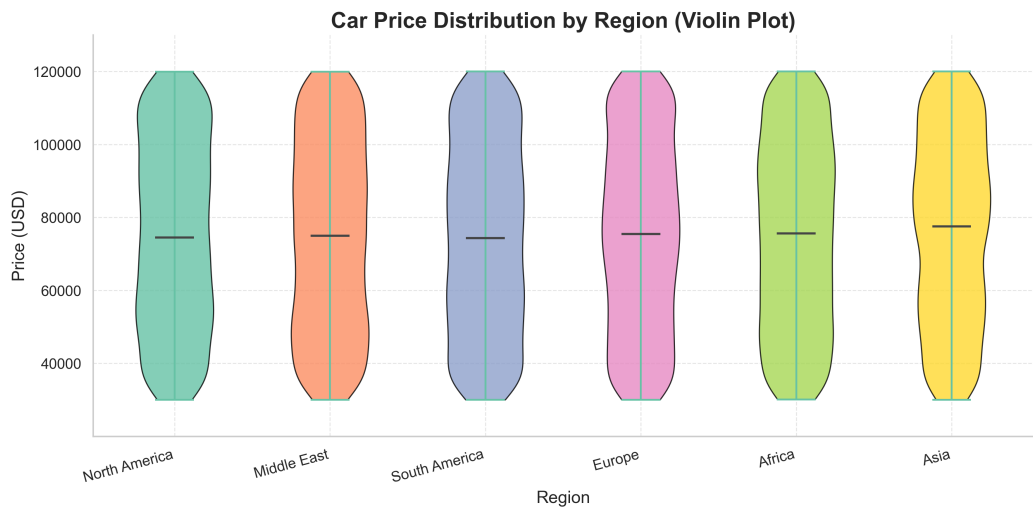 Car Price Distribution by Region (Violin Plot)
Price (USD)
120000
100000
80000
60000
40000
North America
Middle East
South America
Europe
Africa
Asia
Region